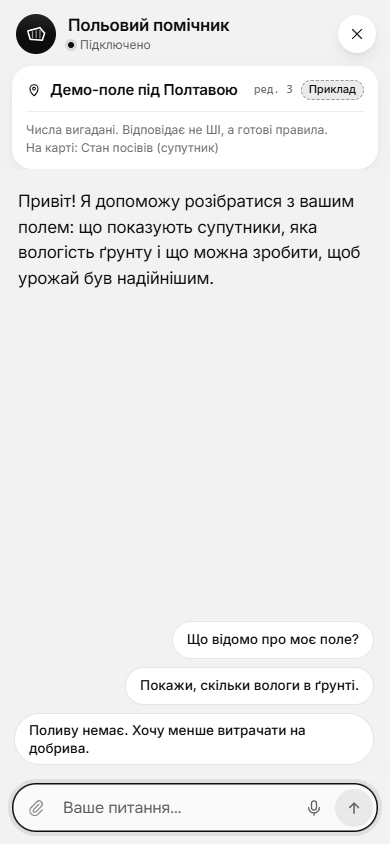 Польовий помічник
Підключено
Демо-поле під Полтавою ред. 3 Приклад
Числа вигадані. Відповідає не ШІ, а готові правила.
На карті: Стан посівів (супутник)
Привіт! Я допоможу розібратися з вашим
полем: що показують супутники, яка
вологість ґрунту і що можна зробити, щоб
урожай був надійнішим.
Що відомо про моє поле?
Покажи, скільки вологи в ґрунті.
Поливу немає. Хочу менше витрачати на
добрива.
Ваше питання...